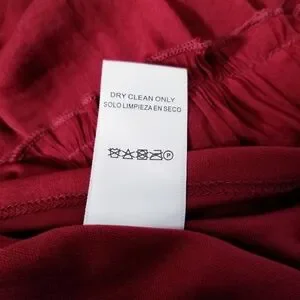 DRY CLEAN ONLY
SOLO LIMPIEZA EN SECO
P